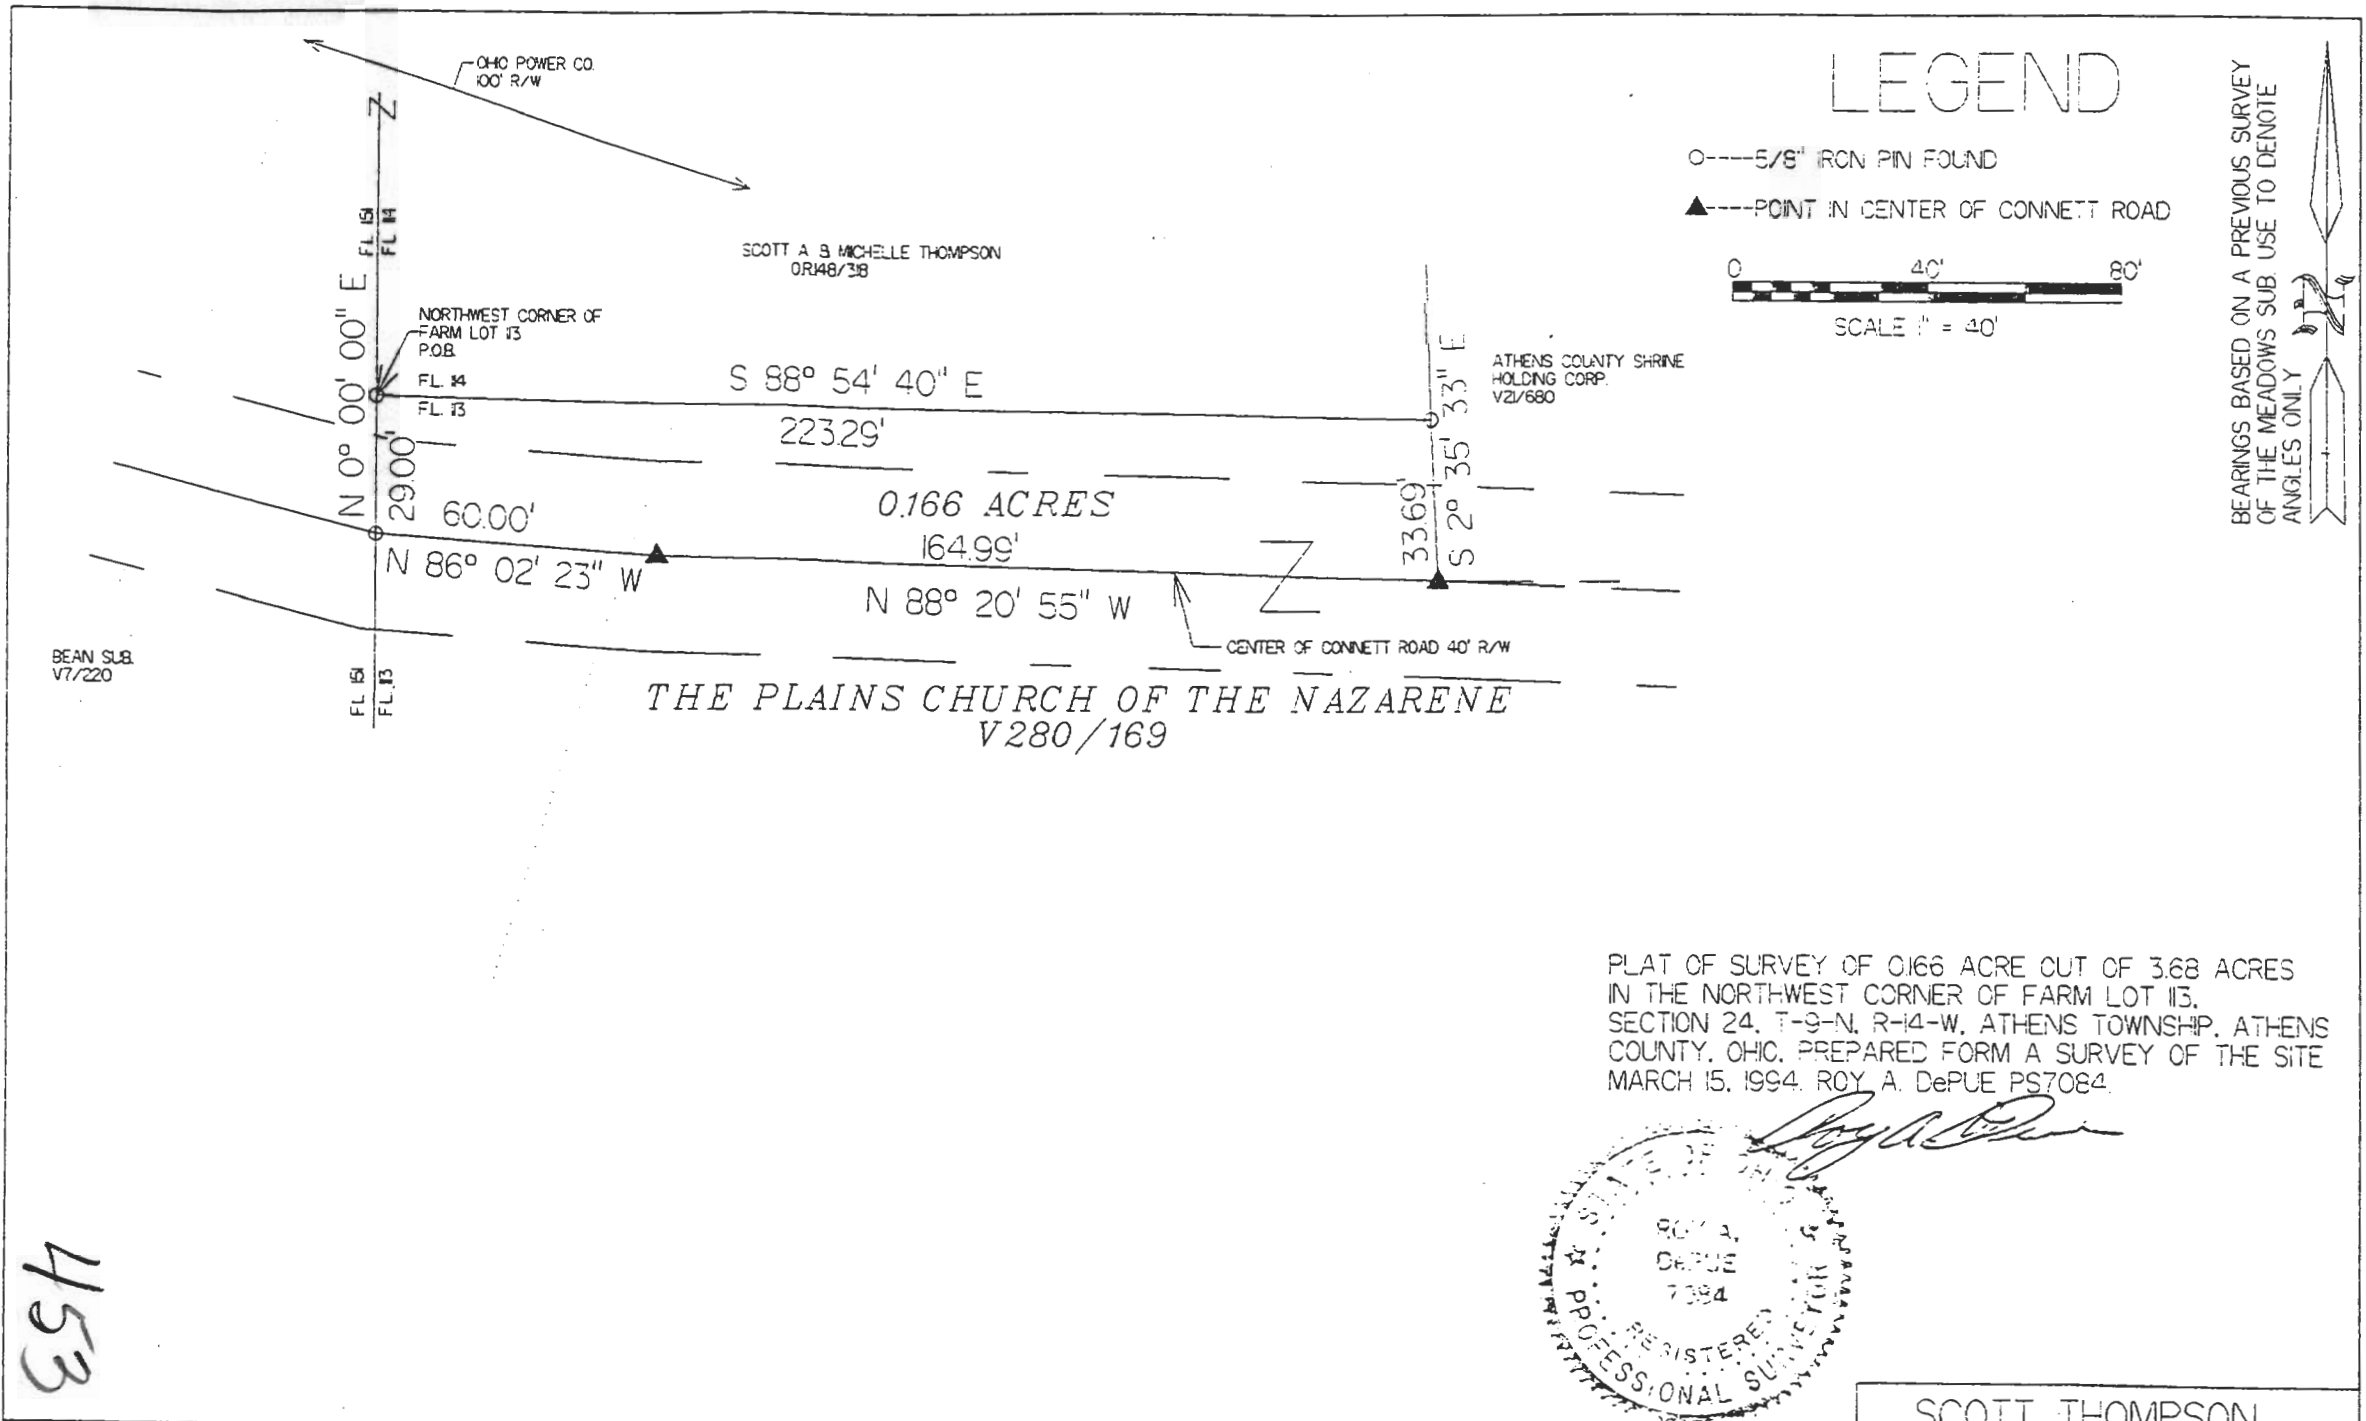 OHIO POWER CO.
100' R/W
LEGEND
O----5/8" IRON PIN FOUND
▲----POINT IN CENTER OF CONNETT ROAD
0 40' 80'
SCALE 1" = 40'
BEARINGS BASED ON A PREVIOUS SURVEY
OF THE MEADOWS SUB. USE TO DENOTE
ANGLES ONLY
N
FL 151
FL 114
SCOTT A & MICHELLE THOMPSON
OR148/318
NORTHWEST CORNER OF
FARM LOT 113
P.O.B.
FL. 114
FL. 113
N 0° 00' 00" E
29.00'
S 88° 54' 40" E
223.29'
ATHENS COUNTY SHRINE
HOLDING CORP.
V21/680
33.69'
S 2° 35' 33" E
0.166 ACRES
60.00'
N 86° 02' 23" W
164.99'
N 88° 20' 55" W
CENTER OF CONNETT ROAD 40' R/W
BEAN SUB.
V7/220
FL 151
FL. 113
THE PLAINS CHURCH OF THE NAZARENE
V280/169
PLAT OF SURVEY OF 0.166 ACRE OUT OF 3.68 ACRES
IN THE NORTHWEST CORNER OF FARM LOT 113,
SECTION 24, T-9-N, R-14-W, ATHENS TOWNSHIP, ATHENS
COUNTY, OHIO, PREPARED FORM A SURVEY OF THE SITE
MARCH 15, 1994. ROY A. DePUE PS7084.
STATE OF OHIO
ROY A.
DePUE
7084
REGISTERED
PROFESSIONAL SURVEYOR
453
SCOTT THOMPSON